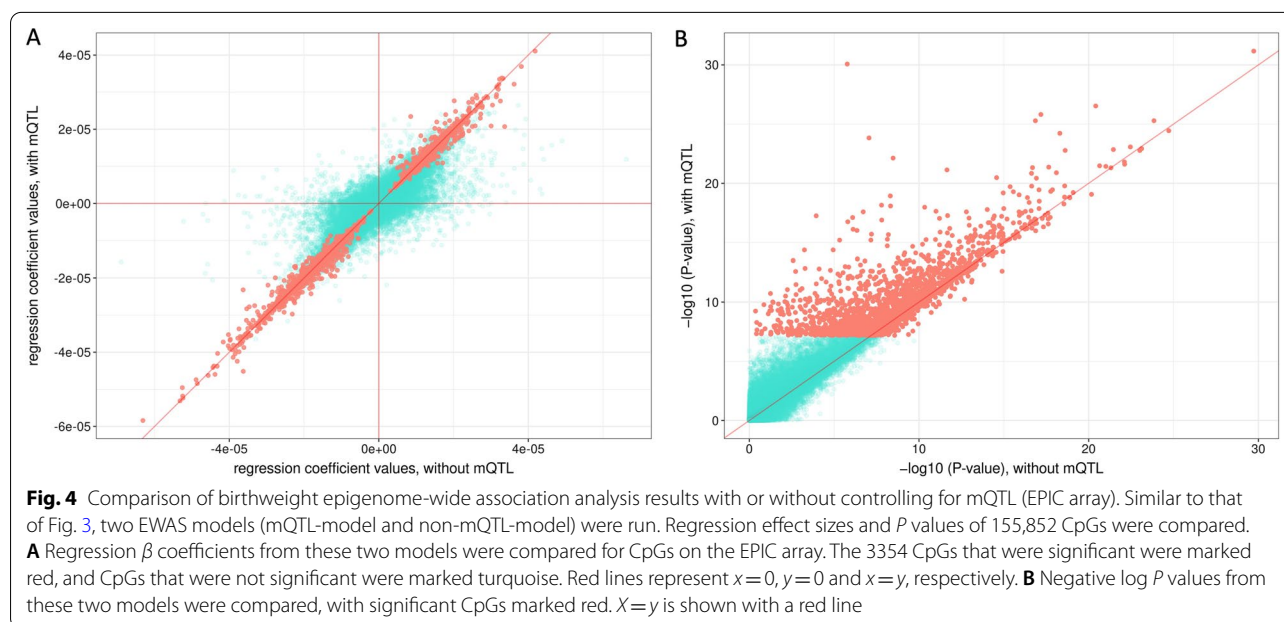 A
4e-05
2e-05
0e+00
-2e-05
-4e-05
-6e-05
regression coefficient values, with mQTL
-4e-05 0e+00 4e-05
regression coefficient values, without mQTL
B
30
20
10
0
−log10 (P-value), with mQTL
0 10 20 30
−log10 (P-value), without mQTL
Fig. 4 Comparison of birthweight epigenome-wide association analysis results with or without controlling for mQTL (EPIC array). Similar to that
of Fig. 3, two EWAS models (mQTL-model and non-mQTL-model) were run. Regression effect sizes and P values of 155,852 CpGs were compared.
A Regression β coefficients from these two models were compared for CpGs on the EPIC array. The 3354 CpGs that were significant were marked
red, and CpGs that were not significant were marked turquoise. Red lines represent x = 0, y = 0 and x = y, respectively. B Negative log P values from
these two models were compared, with significant CpGs marked red. X = y is shown with a red line